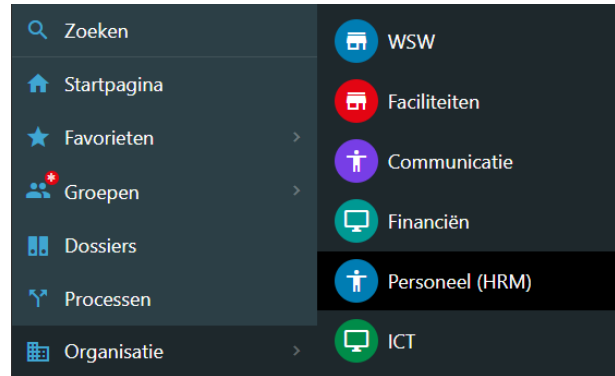 Zoeken
Startpagina
Favorieten
Groepen
Dossiers
Processen
Organisatie
WSW
Faciliteiten
Communicatie
Financiën
Personeel (HRM)
ICT